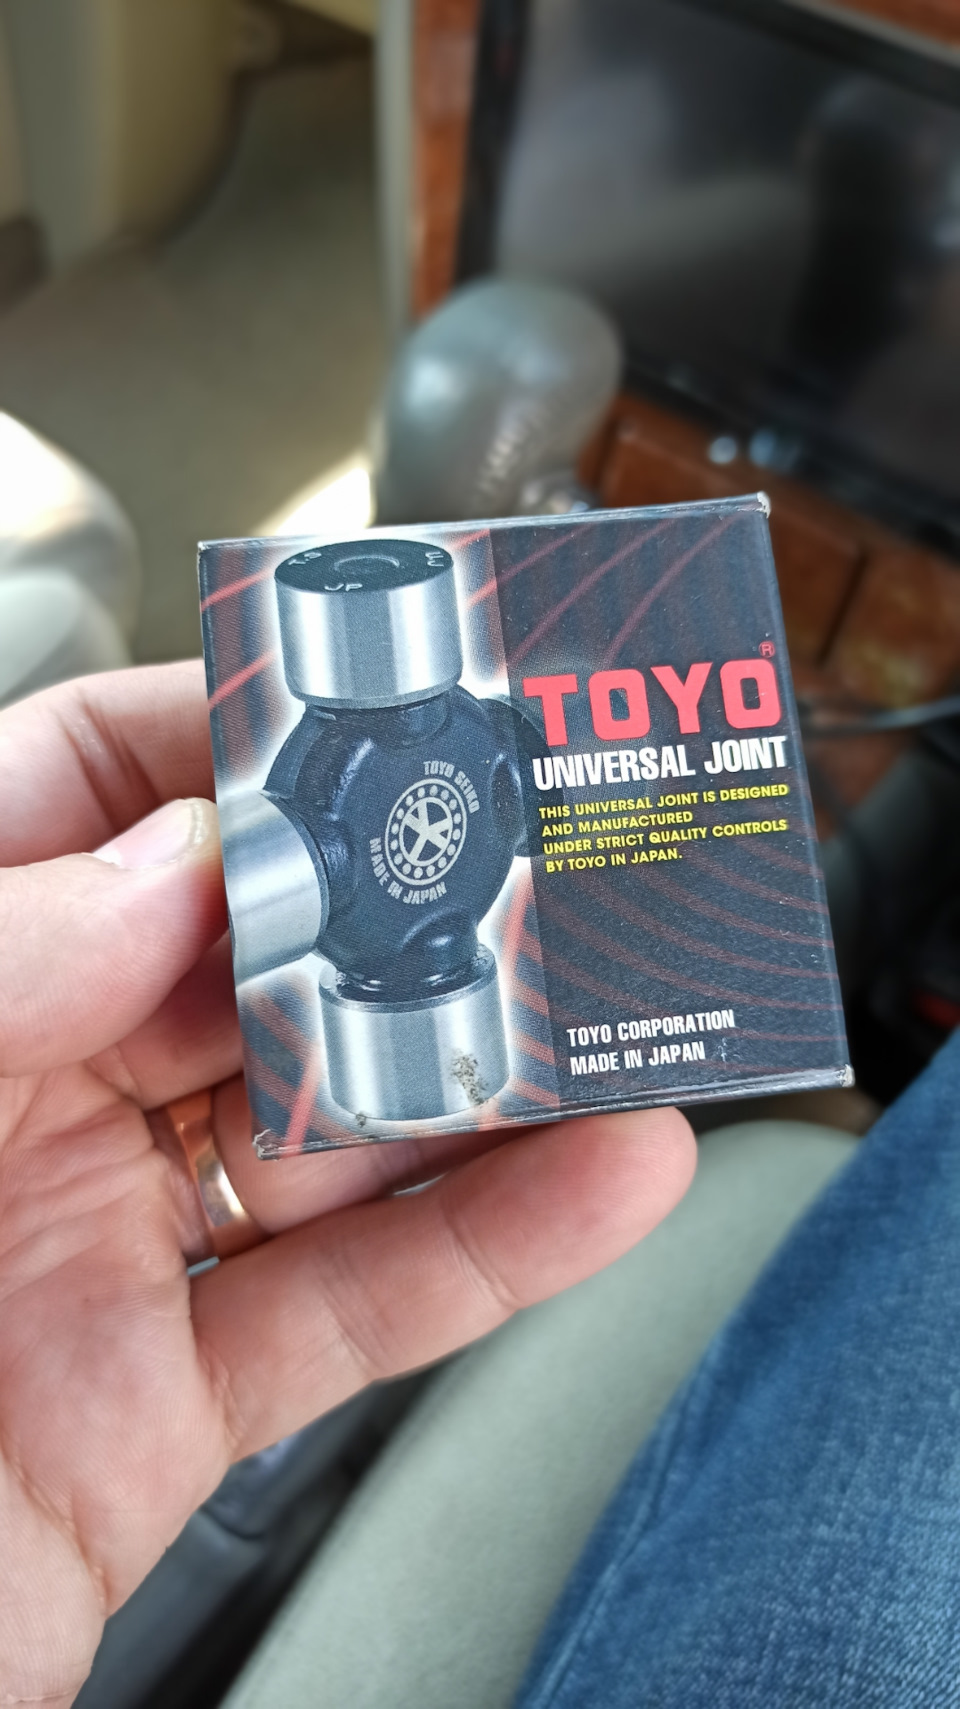 TOYO®
UNIVERSAL JOINT
THIS UNIVERSAL JOINT IS DESIGNED
AND MANUFACTURED
UNDER STRICT QUALITY CONTROLS
BY TOYO IN JAPAN.
TOYO CORPORATION
MADE IN JAPAN
TOYO SEIKO
MADE IN JAPAN